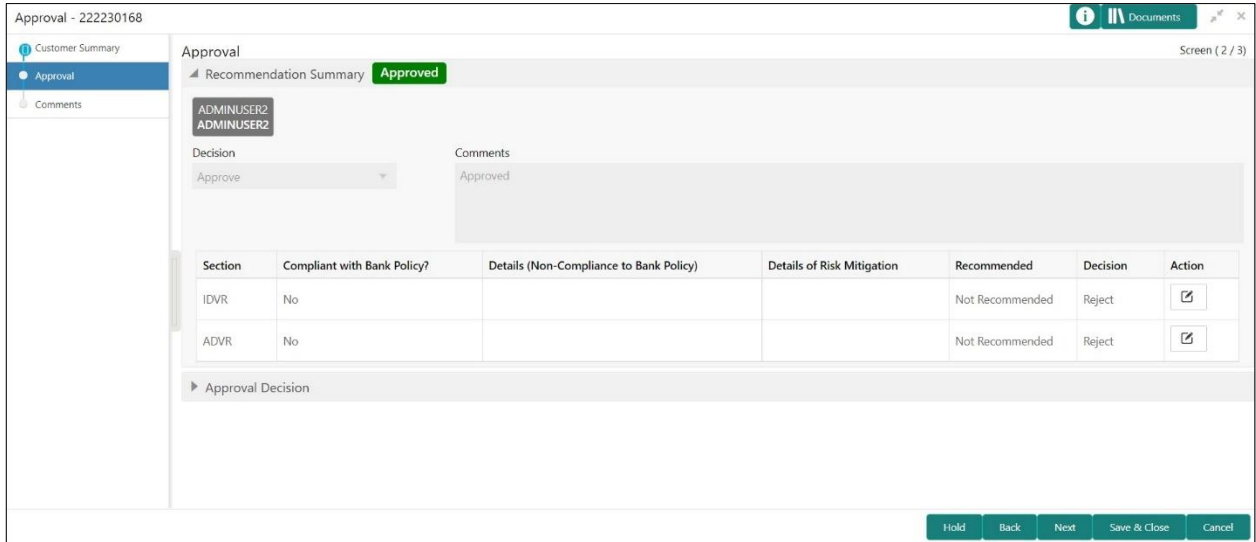 Approval - 222230168
Documents
Customer Summary
Approval
Comments
Approval
Screen ( 2 / 3)
Recommendation Summary Approved
ADMINUSER2
ADMINUSER2
Decision Comments
Approve Approved
Section Compliant with Bank Policy? Details (Non-Compliance to Bank Policy) Details of Risk Mitigation Recommended Decision Action
IDVR No Not Recommended Reject
ADVR No Not Recommended Reject
Approval Decision
Hold Back Next Save & Close Cancel